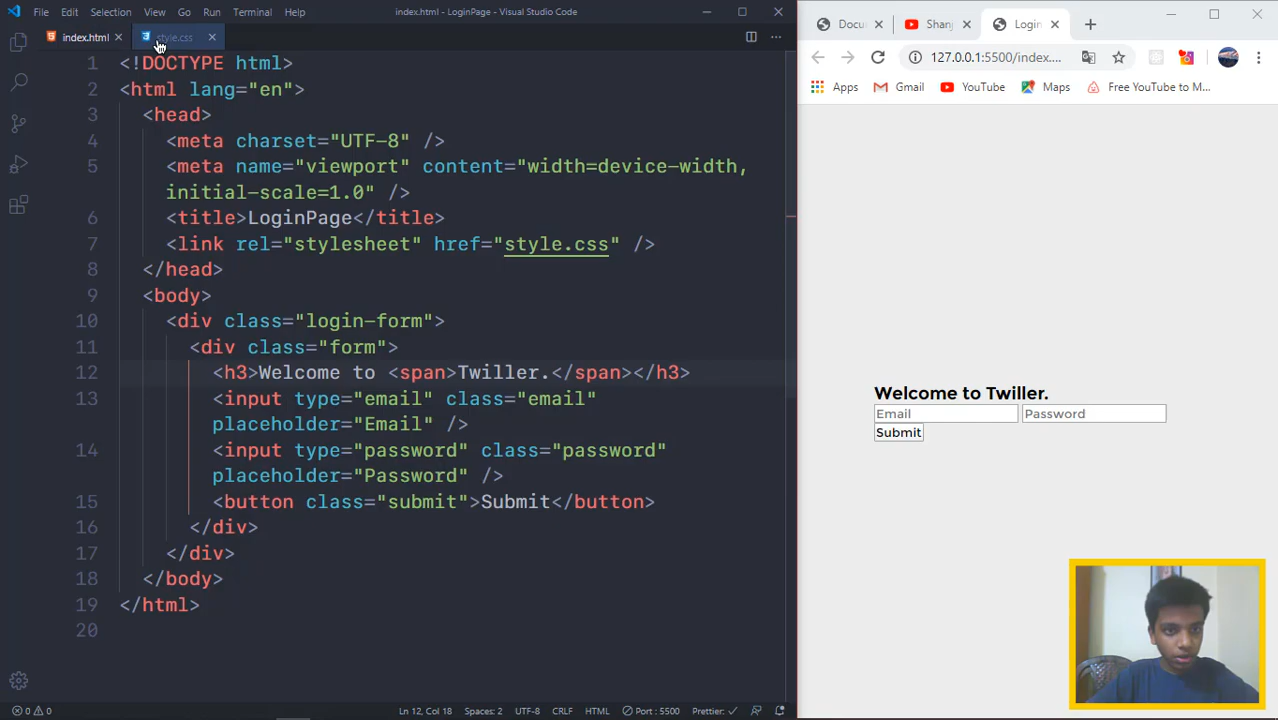 File Edit Selection View Go Run Terminal Help index.html - LoginPage - Visual Studio Code
index.html style.css
1 <!DOCTYPE html>
2 <html lang="en">
3 <head>
4 <meta charset="UTF-8" />
5 <meta name="viewport" content="width=device-width,
initial-scale=1.0" />
6 <title>LoginPage</title>
7 <link rel="stylesheet" href="style.css" />
8 </head>
9 <body>
10 <div class="login-form">
11 <div class="form">
12 <h3>Welcome to <span>Twiller.</span></h3>
13 <input type="email" class="email"
placeholder="Email" />
14 <input type="password" class="password"
placeholder="Password" />
15 <button class="submit">Submit</button>
16 </div>
17 </div>
18 </body>
19 </html>
20
0 0 Ln 12, Col 18 Spaces: 2 UTF-8 CRLF HTML Port : 5500 Prettier:
Docu Shang Login
127.0.0.1:5500/index....
Apps Gmail YouTube Maps Free YouTube to M...
Welcome to Twiller.
Email Password
Submit